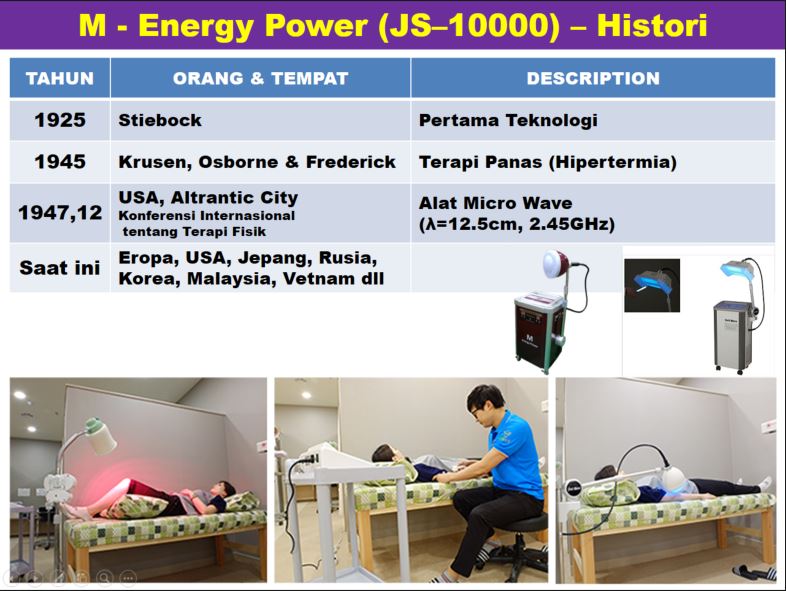 M - Energy Power (JS–10000) – Histori
TAHUN ORANG & TEMPAT DESCRIPTION
1925 Stiebock Pertama Teknologi
1945 Krusen, Osborne & Frederick Terapi Panas (Hipertermia)
1947,12 USA, Altrantic City
Konferensi Internasional
tentang Terapi Fisik
Alat Micro Wave
(λ=12.5cm, 2.45GHz)
Saat ini Eropa, USA, Jepang, Rusia,
Korea, Malaysia, Vetnam dll
M